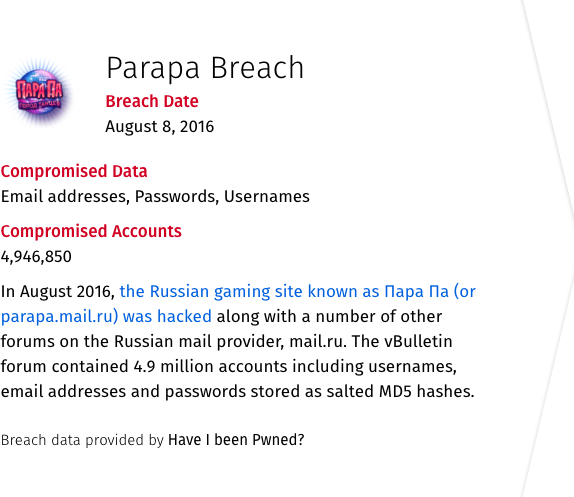 ПАРА ПА
Parapa Breach
Breach Date
August 8, 2016
Compromised Data
Email addresses, Passwords, Usernames
Compromised Accounts
4,946,850
In August 2016, the Russian gaming site known as Пара Па (or
parapa.mail.ru) was hacked along with a number of other
forums on the Russian mail provider, mail.ru. The vBulletin
forum contained 4.9 million accounts including usernames,
email addresses and passwords stored as salted MD5 hashes.
Breach data provided by Have I been Pwned?